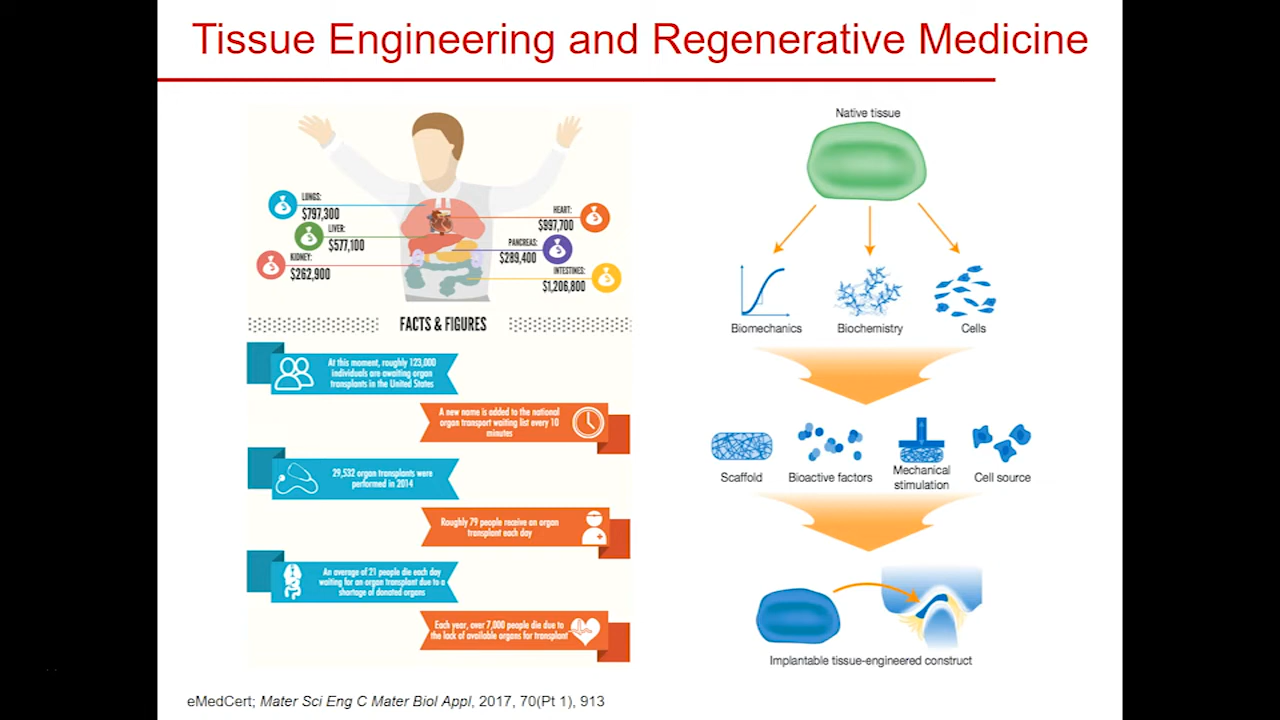 Tissue Engineering and Regenerative Medicine
LUNGS:
$797,300
LIVER:
$577,100
KIDNEY:
$262,900
HEART:
$997,700
PANCREAS:
$289,400
INTESTINES:
$1,206,800
FACTS & FIGURES
At this moment, roughly 123,000
individuals are awaiting organ
transplants in the United States
A new name is added to the national
organ transport waiting list every 10
minutes
29,532 organ transplants were
performed in 2014
Roughly 79 people receive an organ
transplant each day
An average of 21 people die each day
waiting for an organ transplant due to a
shortage of donated organs
Each year, over 7,000 people die due to
the lack of available organs for transplant
Native tissue
Biomechanics
Biochemistry
Cells
Scaffold
Bioactive factors
Mechanical
stimulation
Cell source
Implantable tissue-engineered construct
eMedCert; Mater Sci Eng C Mater Biol Appl, 2017, 70(Pt 1), 913